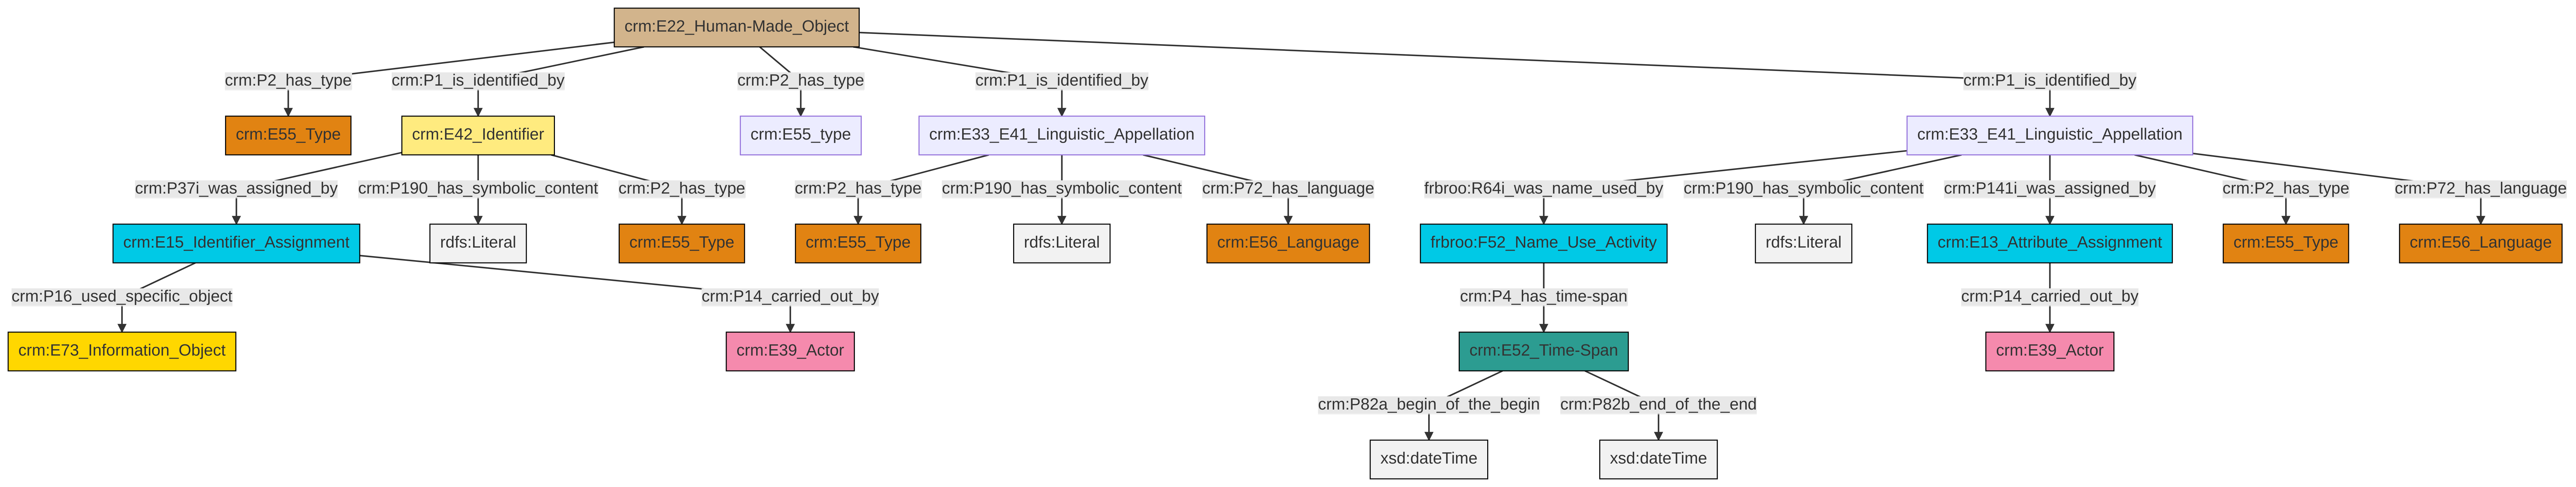 crm:E22_Human-Made_Object
crm:P2_has_type
crm:P1_is_identified_by
crm:P2_has_type
crm:P1_is_identified_by
crm:P1_is_identified_by
crm:E55_Type
crm:E42_Identifier
crm:E55_type
crm:E33_E41_Linguistic_Appellation
crm:E33_E41_Linguistic_Appellation
crm:P37i_was_assigned_by
crm:P190_has_symbolic_content
crm:P2_has_type
crm:P2_has_type
crm:P190_has_symbolic_content
crm:P72_has_language
frbroo:R64i_was_name_used_by
crm:P190_has_symbolic_content
crm:P141i_was_assigned_by
crm:P2_has_type
crm:P72_has_language
crm:E15_Identifier_Assignment
rdfs:Literal
crm:E55_Type
crm:E55_Type
rdfs:Literal
crm:E56_Language
frbroo:F52_Name_Use_Activity
rdfs:Literal
crm:E13_Attribute_Assignment
crm:E55_Type
crm:E56_Language
crm:P16_used_specific_object
crm:P14_carried_out_by
crm:P4_has_time-span
crm:P14_carried_out_by
crm:E73_Information_Object
crm:E39_Actor
crm:E52_Time-Span
crm:E39_Actor
crm:P82a_begin_of_the_begin
crm:P82b_end_of_the_end
xsd:dateTime
xsd:dateTime